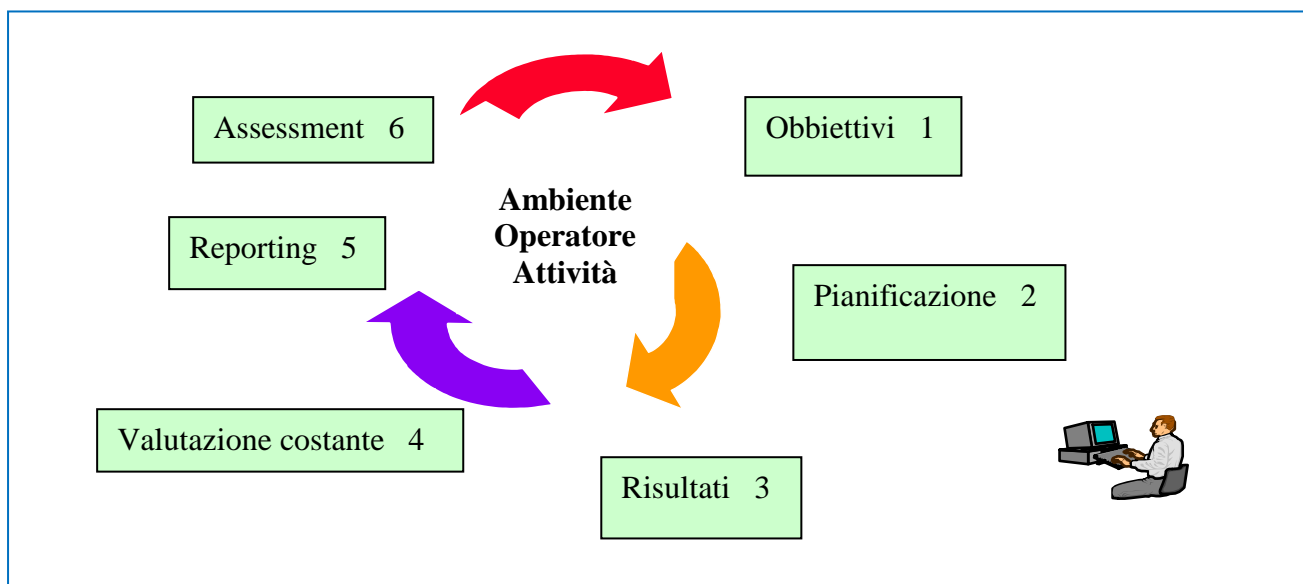 Assessment 6
Obbiettivi 1
Ambiente
Operatore
Attività
Reporting 5
Pianificazione 2
Valutazione costante 4
Risultati 3